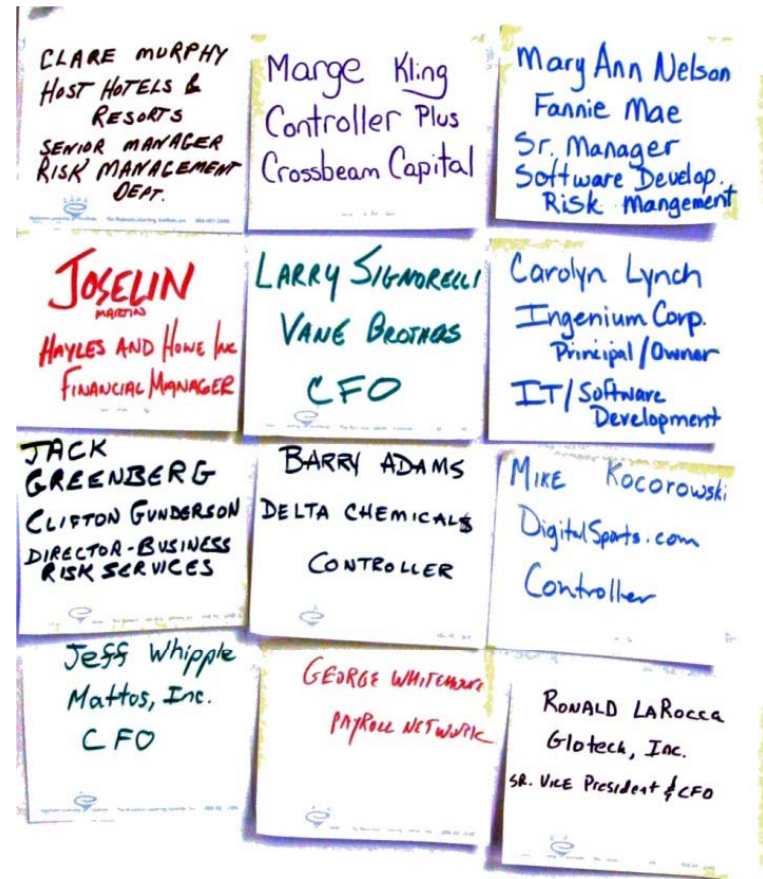 CLARE MURPHY
HOST HOTELS &
RESORTS
SENIOR MANAGER
RISK MANAGEMENT
DEPT.
Marge Kling
Controller Plus
Crossbeam Capital
Mary Ann Nelson
Fannie Mae
Sr. Manager
Software Develop.
Risk Mangement
JOSELIN
MARTIN
HAYLES AND HOWE INC
FINANCIAL MANAGER
LARRY SIGNORELLI
VANE BROTHERS
CFO
Carolyn Lynch
Ingenium Corp.
Principal/Owner
IT/Software
Development
JACK
GREENBERG
CLIFTON GUNDERSON
DIRECTOR-BUSINESS
RISK SERVICES
BARRY ADAMS
DELTA CHEMICALS
CONTROLLER
MIKE Kocorowski
DigitalSports.com
Controller
Jeff Whipple
Mattos, Inc.
CFO
GEORGE
PAYROLL NETWORK
RONALD LAROCCA
Glotech, Inc.
SR. VICE President & CFO